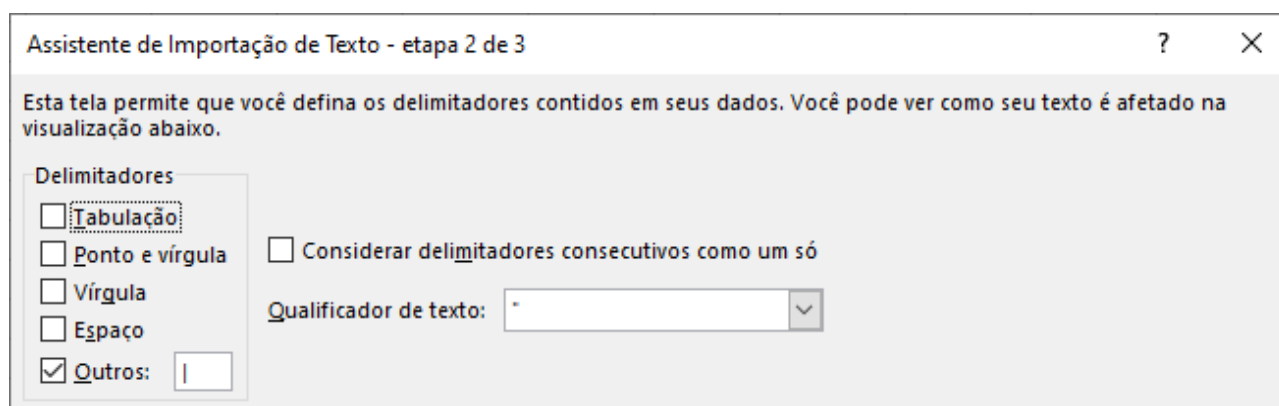 Assistente de Importação de Texto - etapa 2 de 3 ?
Esta tela permite que você defina os delimitadores contidos em seus dados. Você pode ver como seu texto é afetado na
visualização abaixo.
Delimitadores
Tabulação
Ponto e vírgula
Vírgula
Espaço
Outros: |
Considerar delimitadores consecutivos como um só
Qualificador de texto: "